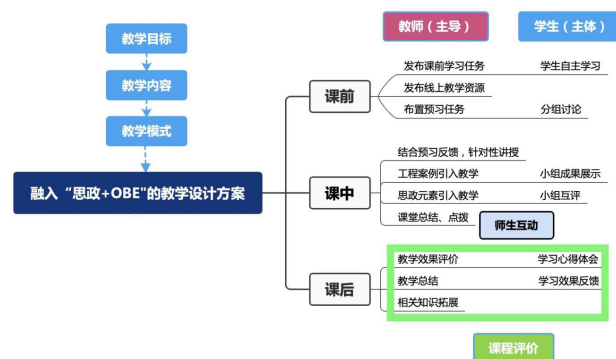 教师（主导）
学生（主体）
教学目标
教学内容
教学模式
融入“思政+OBE"的教学设计方案
课前
发布课前学习任务
学生自主学习
发布线上教学资源
布置预习任务
分组讨论
课中
结合预习反馈，针对性讲授
工程案例引入教学
小组成果展示
思政元素引入教学
小组互评
课堂总结、点拨
师生互动
课后
教学效果评价
学习心得体会
教学总结
学习效果反馈
相关知识拓展
课程评价